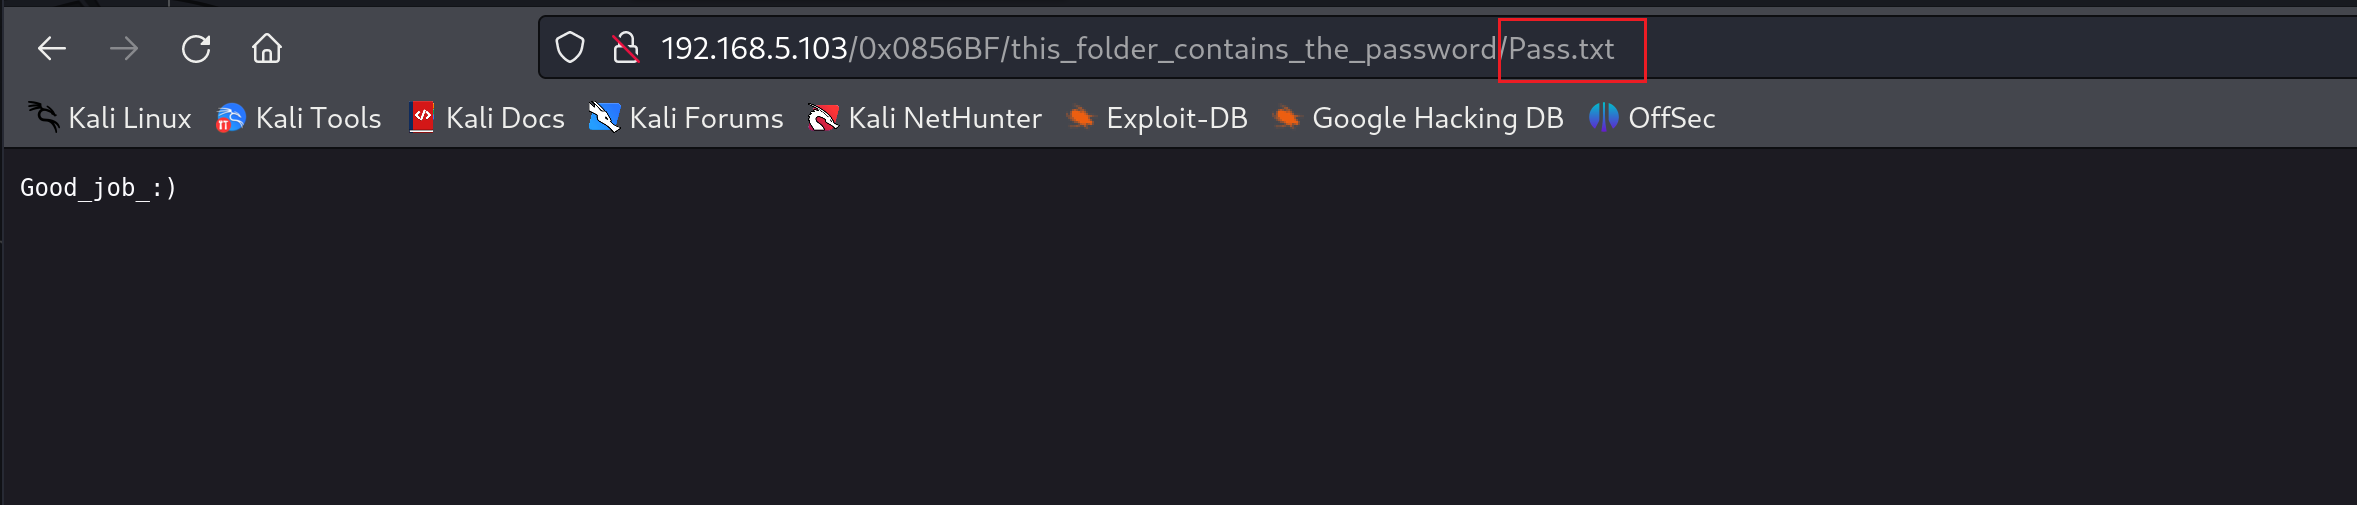 192.168.5.103/0x0856BF/this_folder_contains_the_password/Pass.txt
Kali Linux Kali Tools Kali Docs Kali Forums Kali NetHunter Exploit-DB Google Hacking DB OffSec
Good_job_:)